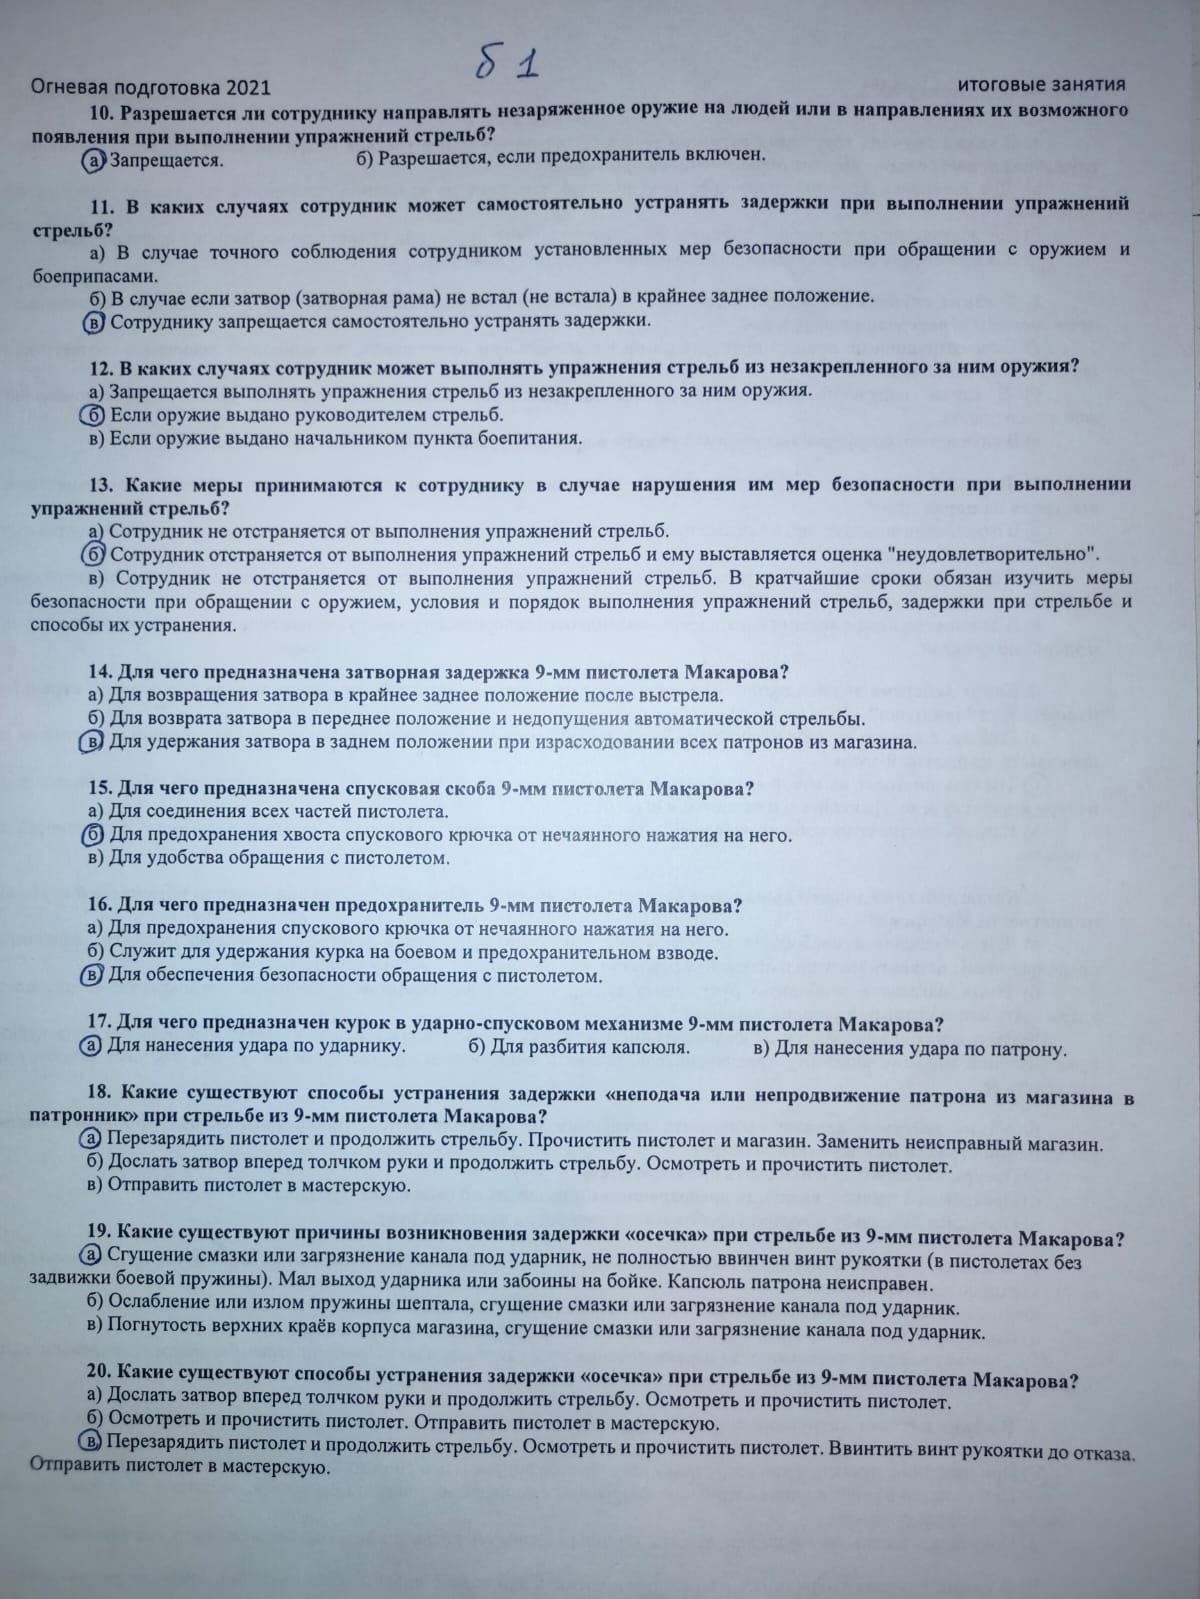 б 1
Огневая подготовка 2021 итоговые занятия
10. Разрешается ли сотруднику направлять незаряженное оружие на людей или в направлениях их возможного
появления при выполнении упражнений стрельб?
а) Запрещается. б) Разрешается, если предохранитель включен.
11. В каких случаях сотрудник может самостоятельно устранять задержки при выполнении упражнений
стрельб?
а) В случае точного соблюдения сотрудником установленных мер безопасности при обращении с оружием и
боеприпасами.
б) В случае если затвор (затворная рама) не встал (не встала) в крайнее заднее положение.
в) Сотруднику запрещается самостоятельно устранять задержки.
12. В каких случаях сотрудник может выполнять упражнения стрельб из незакрепленного за ним оружия?
а) Запрещается выполнять упражнения стрельб из незакрепленного за ним оружия.
б) Если оружие выдано руководителем стрельб.
в) Если оружие выдано начальником пункта боепитания.
13. Какие меры принимаются к сотруднику в случае нарушения им мер безопасности при выполнении
упражнений стрельб?
а) Сотрудник не отстраняется от выполнения упражнений стрельб.
б) Сотрудник отстраняется от выполнения упражнений стрельб и ему выставляется оценка "неудовлетворительно".
в) Сотрудник не отстраняется от выполнения упражнений стрельб. В кратчайшие сроки обязан изучить меры
безопасности при обращении с оружием, условия и порядок выполнения упражнений стрельб, задержки при стрельбе и
способы их устранения.
14. Для чего предназначена затворная задержка 9-мм пистолета Макарова?
а) Для возвращения затвора в крайнее заднее положение после выстрела.
б) Для возврата затвора в переднее положение и недопущения автоматической стрельбы.
в) Для удержания затвора в заднем положении при израсходовании всех патронов из магазина.
15. Для чего предназначена спусковая скоба 9-мм пистолета Макарова?
а) Для соединения всех частей пистолета.
б) Для предохранения хвоста спускового крючка от нечаянного нажатия на него.
в) Для удобства обращения с пистолетом.
16. Для чего предназначен предохранитель 9-мм пистолета Макарова?
а) Для предохранения спускового крючка от нечаянного нажатия на него.
б) Служит для удержания курка на боевом и предохранительном взводе.
в) Для обеспечения безопасности обращения с пистолетом.
17. Для чего предназначен курок в ударно-спусковом механизме 9-мм пистолета Макарова?
а) Для нанесения удара по ударнику. б) Для разбития капсюля. в) Для нанесения удара по патрону.
18. Какие существуют способы устранения задержки «неподача или непродвижение патрона из магазина в
патронник» при стрельбе из 9-мм пистолета Макарова?
а) Перезарядить пистолет и продолжить стрельбу. Прочистить пистолет и магазин. Заменить неисправный магазин.
б) Дослать затвор вперед толчком руки и продолжить стрельбу. Осмотреть и прочистить пистолет.
в) Отправить пистолет в мастерскую.
19. Какие существуют причины возникновения задержки «осечка» при стрельбе из 9-мм пистолета Макарова?
а) Сгущение смазки или загрязнение канала под ударник, не полностью ввинчен винт рукоятки (в пистолетах без
задвижки боевой пружины). Мал выход ударника или забоины на бойке. Капсюль патрона неисправен.
б) Ослабление или излом пружины шептала, сгущение смазки или загрязнение канала под ударник.
в) Погнутость верхних краёв корпуса магазина, сгущение смазки или загрязнение канала под ударник.
20. Какие существуют способы устранения задержки «осечка» при стрельбе из 9-мм пистолета Макарова?
а) Дослать затвор вперед толчком руки и продолжить стрельбу. Осмотреть и прочистить пистолет.
б) Осмотреть и прочистить пистолет. Отправить пистолет в мастерскую.
в) Перезарядить пистолет и продолжить стрельбу. Осмотреть и прочистить пистолет. Ввинтить винт рукоятки до отказа.
Отправить пистолет в мастерскую.